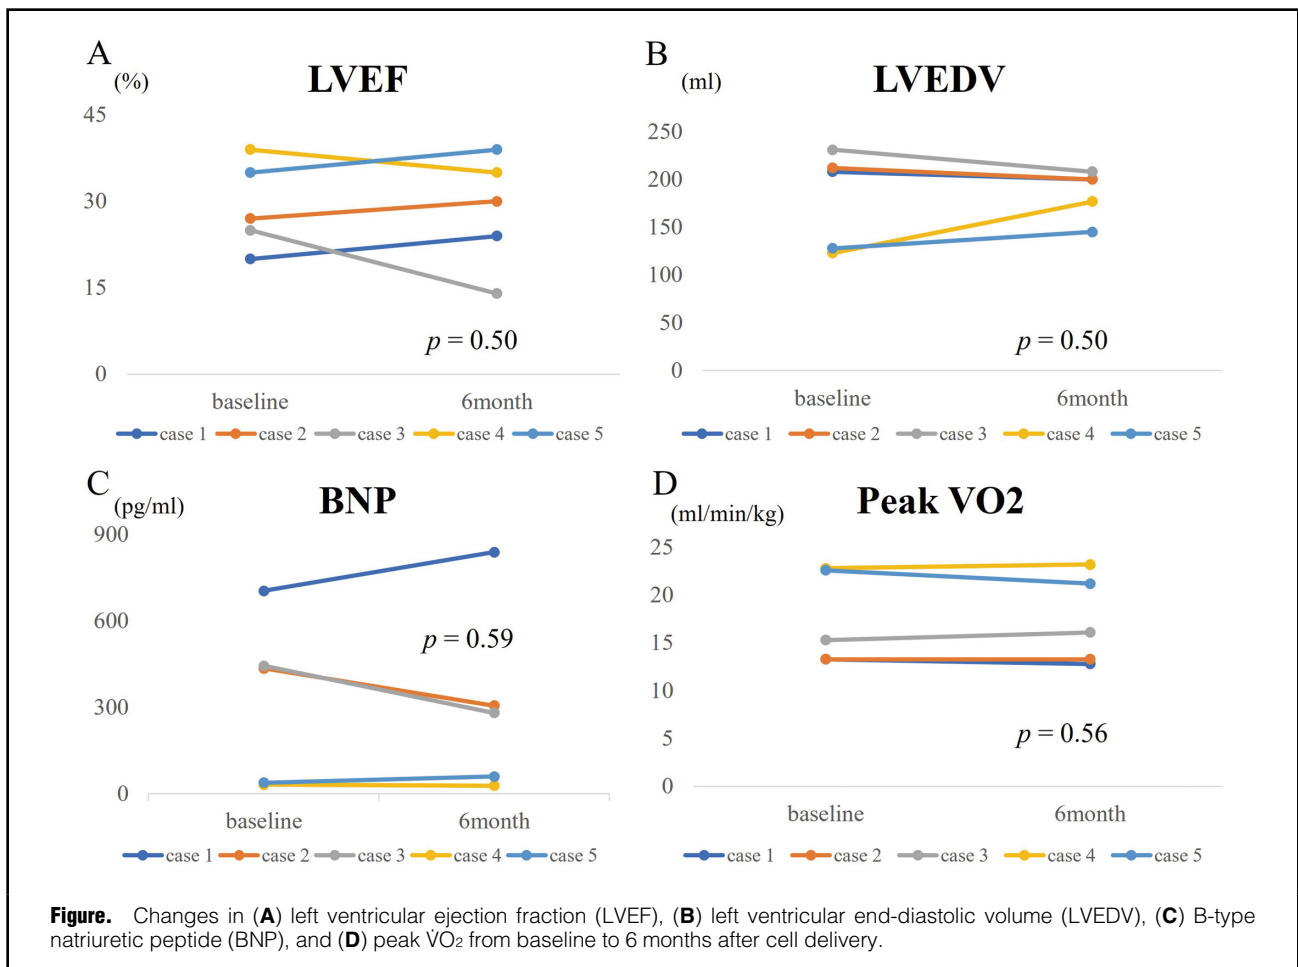 A
(%)
LVEF
45
30
15
0
p = 0.50
baseline 6month
case 1 case 2 case 3 case 4 case 5
B
(ml)
LVEDV
250
200
150
100
50
0
p = 0.50
baseline 6month
case 1 case 2 case 3 case 4 case 5
C
(pg/ml)
BNP
900
600
300
0
p = 0.59
baseline 6month
case 1 case 2 case 3 case 4 case 5
D
(ml/min/kg)
Peak VO2
25
20
15
10
5
0
p = 0.56
baseline 6month
case 1 case 2 case 3 case 4 case 5
Figure. Changes in (A) left ventricular ejection fraction (LVEF), (B) left ventricular end-diastolic volume (LVEDV), (C) B-type
natriuretic peptide (BNP), and (D) peak V̇O₂ from baseline to 6 months after cell delivery.